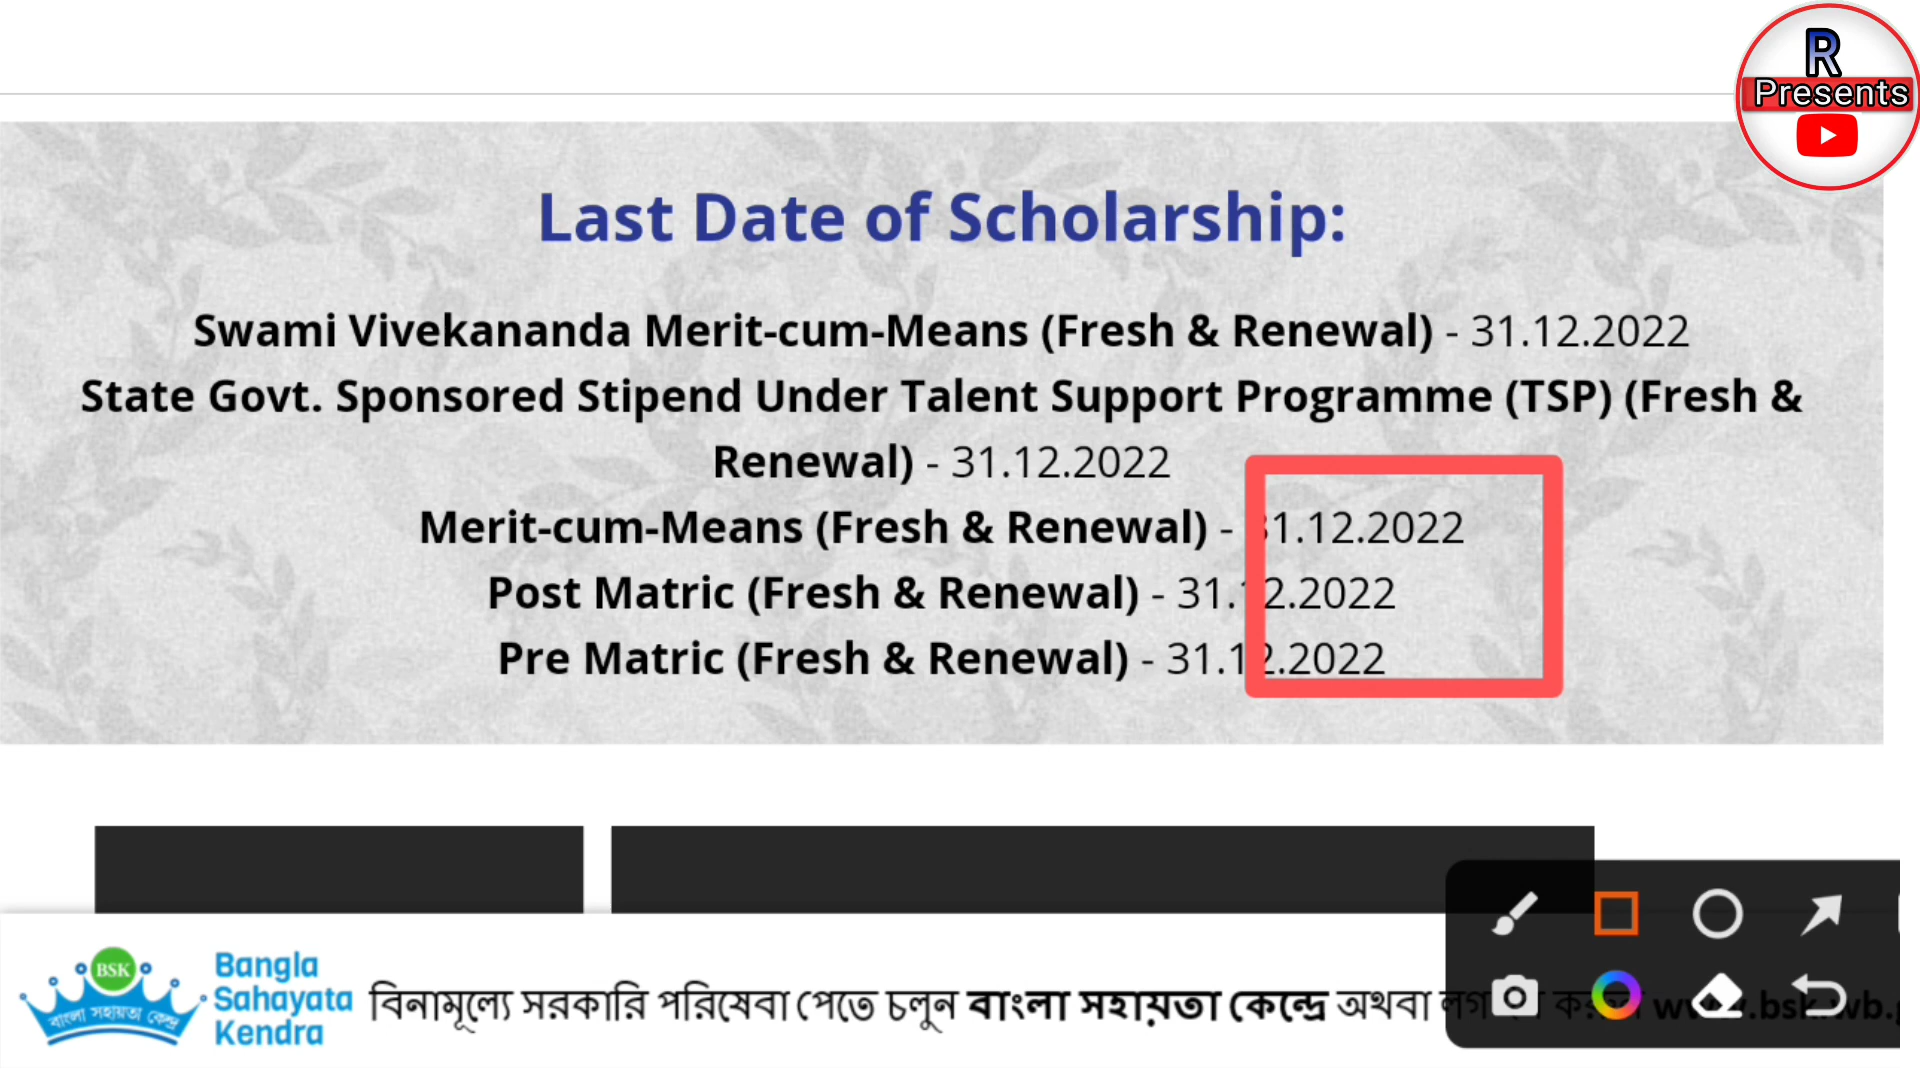 R
Presents
Last Date of Scholarship:
Swami Vivekananda Merit-cum-Means (Fresh & Renewal) - 31.12.2022
State Govt. Sponsored Stipend Under Talent Support Programme (TSP) (Fresh &
Renewal) - 31.12.2022
Merit-cum-Means (Fresh & Renewal) - 31.12.2022
Post Matric (Fresh & Renewal) - 31.12.2022
Pre Matric (Fresh & Renewal) - 31.12.2022
BSK
বাংলা সহায়তা কেন্দ্র
Bangla
Sahayata
Kendra
বিনামূল্যে সরকারি পরিষেবা পেতে চলুন বাংলা সহায়তা কেন্দ্রে অথবা